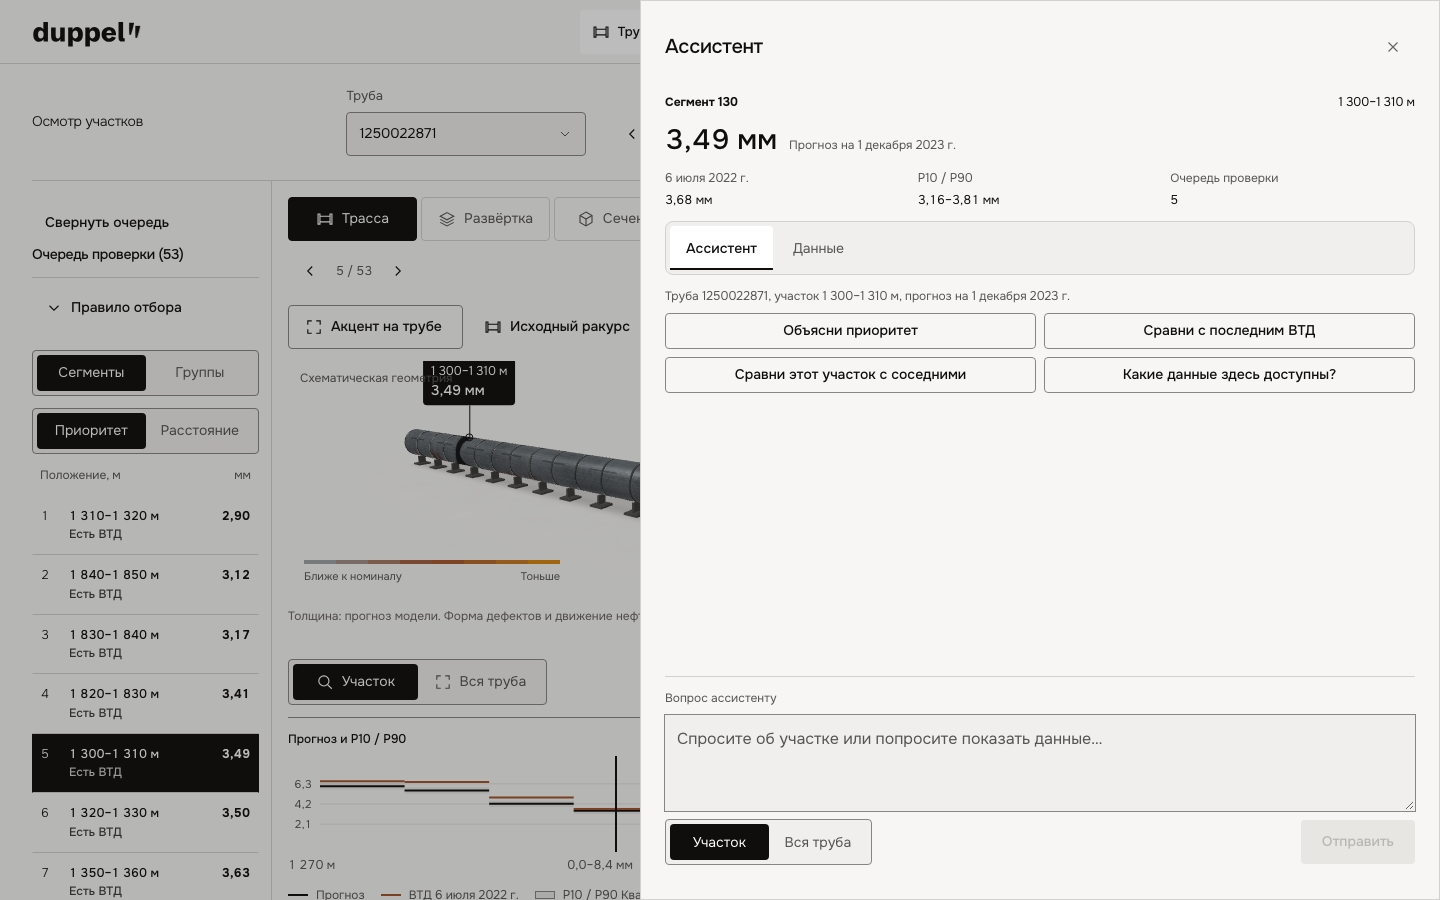 duppel
Тру
Осмотр участков
Труба
1250022871
Свернуть очередь
Очередь проверки (53)
Правило отбора
Сегменты
Группы
Приоритет
Расстояние
Положение, м
мм
1
1 310–1 320 м
2,90
Есть ВТД
2
1 840–1 850 м
3,12
Есть ВТД
3
1 830–1 840 м
3,17
Есть ВТД
4
1 820–1 830 м
3,41
Есть ВТД
5
1 300–1 310 м
3,49
Есть ВТД
6
1 320–1 330 м
3,50
Есть ВТД
7
1 350–1 360 м
3,63
Есть ВТД
Трасса
Развёртка
Сечен
5 / 53
Акцент на трубе
Исходный ракурс
Схематическая геометрия
1 300–1 310 м
3,49 мм
Ближе к номиналу
Тоньше
Толщина: прогноз модели. Форма дефектов и движение нефт
Участок
Вся труба
Прогноз и P10 / P90
6,3
4,2
2,1
1 270 м
0,0–8,4 мм
Прогноз
ВТД 6 июля 2022 г.
P10 / P90 Ква
Ассистент
Сегмент 130
1 300–1 310 м
3,49 мм
Прогноз на 1 декабря 2023 г.
6 июля 2022 г.
P10 / P90
Очередь проверки
3,68 мм
3,16–3,81 мм
5
Ассистент
Данные
Труба 1250022871, участок 1 300–1 310 м, прогноз на 1 декабря 2023 г.
Объясни приоритет
Сравни с последним ВТД
Сравни этот участок с соседними
Какие данные здесь доступны?
Вопрос ассистенту
Спросите об участке или попросите показать данные…
Участок
Вся труба
Отправить